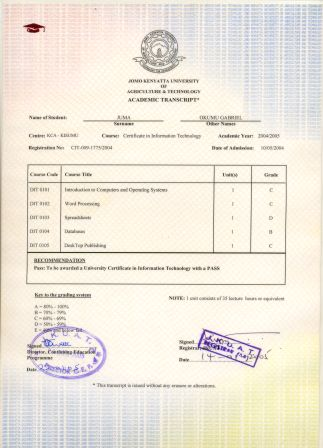 JOMO KENYATTA UNIVERSITY
OF
AGRICULTURE & TECHNOLOGY
ACADEMIC TRANSCRIPT*
Name of Student: JUMA OKUMU GABRIEL
Surname Other Names
Centre: KCA - KISUMU Course: Certificate in Information Technology Academic Year: 2004/2005
Registration No: CIT-009-1775/2004 Date of Admission: 10/05/2004
Course Code Course Title Unit(s) Grade
DIT 0101 Introduction to Computers and Operating Systems 1 C
DIT 0102 Word Processing 1 C
DIT 0103 Spreadsheets 1 D
DIT 0104 Databases 1 B
DIT 0105 DeskTop Publishing 1 C
RECOMMENDATION
Pass: To be awarded a University Certificate in Information Technology with a PASS
Key to the grading system
NOTE: 1 unit consists of 35 lecture hours or equivalent
A = 80% - 100%
B = 70% - 79%
C = 60% - 69%
D = 50% - 59%
Signed
Director, Continuing Education
Programme
Date
Signed
Date
* This transcript is issued without any erasure or alterations.